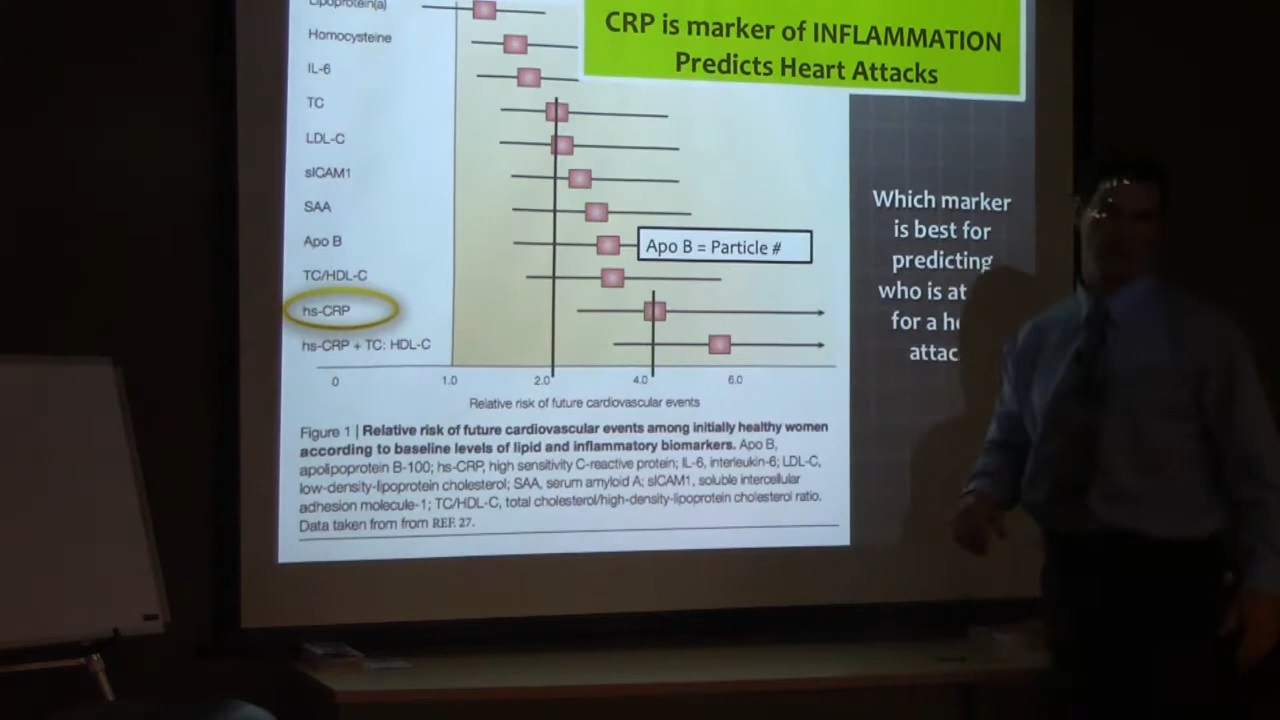 Lipoprotein(a)
CRP is marker of INFLAMMATION
Predicts Heart Attacks
Homocysteine
IL-6
TC
LDL-C
sICAM1
SAA
Apo B
Apo B = Particle #
TC/HDL-C
hs-CRP
hs-CRP + TC: HDL-C
0 1.0 2.0 4.0 6.0
Relative risk of future cardiovascular events
Figure 1 | Relative risk of future cardiovascular events among initially healthy women
according to baseline levels of lipid and inflammatory biomarkers. Apo B,
apolipoprotein B-100; hs-CRP, high sensitivity C-reactive protein; IL-6, interleukin-6; LDL-C,
low-density-lipoprotein cholesterol; SAA, serum amyloid A; sICAM1, soluble intercellular
adhesion molecule-1; TC/HDL-C, total cholesterol/high-density-lipoprotein cholesterol ratio.
Data taken from from REF. 27.
Which marker
is best for
predicting
who is at
for a